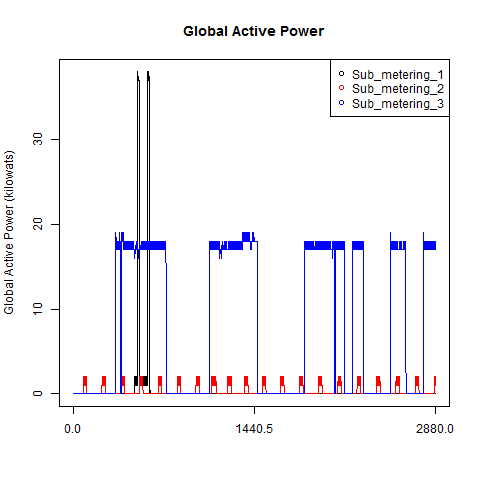 Global Active Power
Sub_metering_1
Sub_metering_2
Sub_metering_3
Global Active Power (kilowats)
30
20
10
0
0.0
1440.5
2880.0